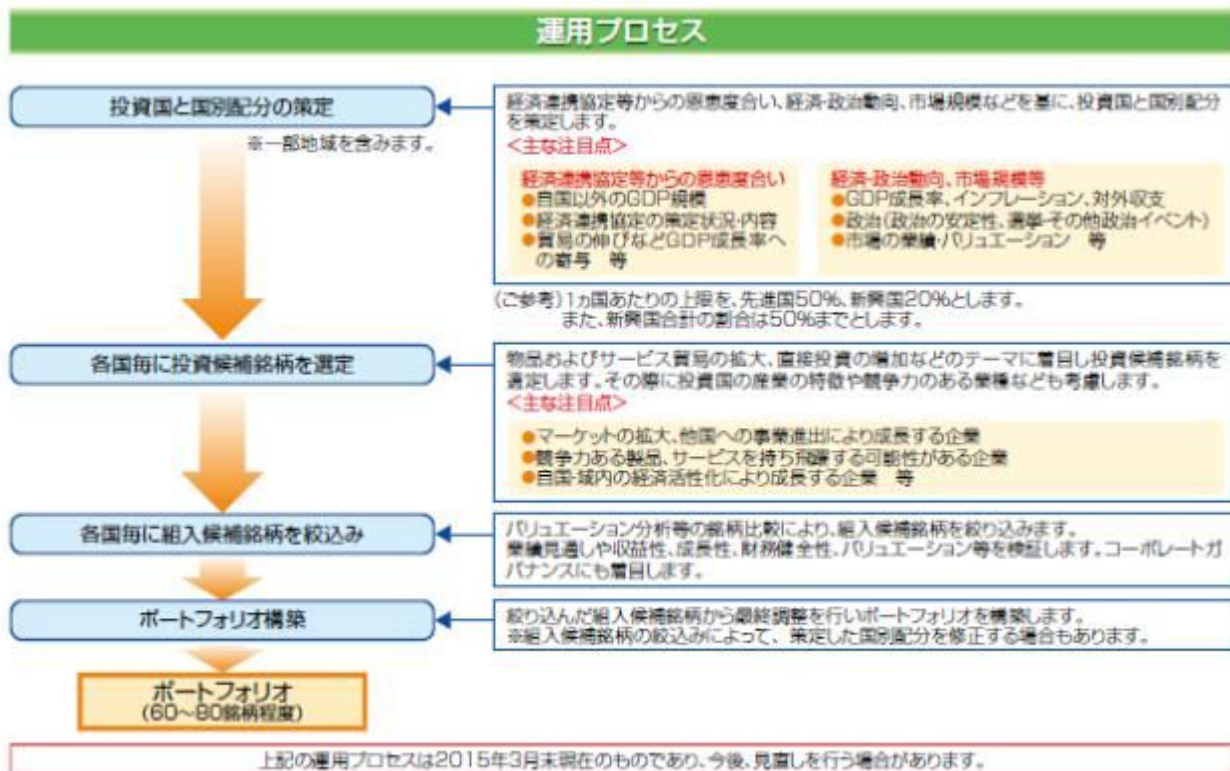 運用プロセス
投資国と国別配分の策定
※一部地域を含みます。
経済連携協定等からの恩恵度合い、経済・政治動向、市場規模などを基に、投資国と国別配分
を策定します。
<主な注目点>
経済連携協定等からの恩恵度合い
●自国以外のGDP規模
●経済連携協定の策定状況・内容
●貿易の伸びなどGDP成長率へ
の寄与 等
経済・政治動向、市場規模等
●GDP成長率、インフレーション、対外収支
●政治(政治の安定性、選挙・その他政治イベント)
●市場の業績・バリュエーション 等
(ご参考)1ヵ国あたりの上限を、先進国50%、新興国20%とします。
また、新興国合計の割合は50%までとします。
各国毎に投資候補銘柄を選定
物品およびサービス貿易の拡大、直接投資の増加などのテーマに着目し投資候補銘柄を
選定します。その際に投資国の産業の特徴や競争力のある業種なども考慮します。
<主な注目点>
●マーケットの拡大、他国への事業進出により成長する企業
●競争力ある製品、サービスを持ち飛躍する可能性がある企業
●自国・域内の経済活性化により成長する企業 等
各国毎に組入候補銘柄を絞込み
バリュエーション分析等の銘柄比較により、組入候補銘柄を絞り込みます。
業績見通しや収益性、成長性、財務健全性、バリュエーション等を検証します。コーポレートガ
バナンスにも着目します。
ポートフォリオ構築
絞り込んだ組入候補銘柄から最終調整を行いポートフォリオを構築します。
※組入候補銘柄の絞込みによって、策定した国別配分を修正する場合もあります。
ポートフォリオ
(60～90銘柄程度)
上記の運用プロセスは2015年3月末現在のものであり、今後、見直しを行う場合があります。